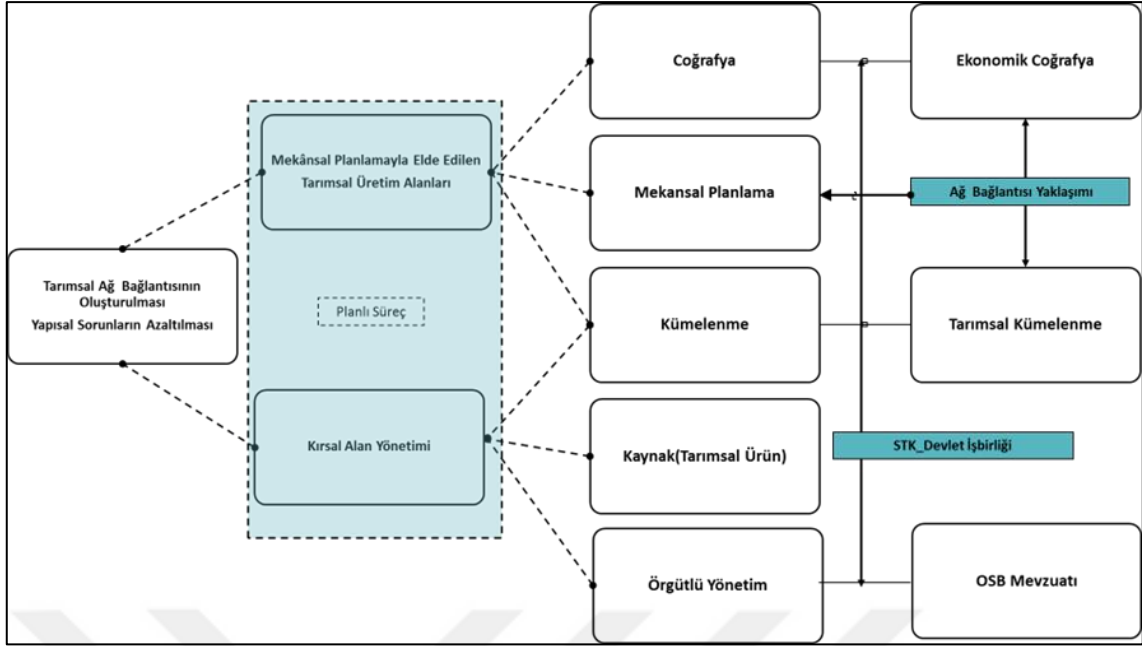 Tarımsal Ağ Bağlantısının
Oluşturulması
Yapısal Sorunların Azaltılması
Mekânsal Planlamayla Elde Edilen
Tarımsal Üretim Alanları
Planlı Süreç
Kırsal Alan Yönetimi
Coğrafya
Mekansal Planlama
Kümelenme
Kaynak(Tarımsal Ürün)
Örgütlü Yönetim
Ekonomik Coğrafya
Ağ Bağlantısı Yaklaşımı
Tarımsal Kümelenme
STK_Devlet İşbirliği
OSB Mevzuatı